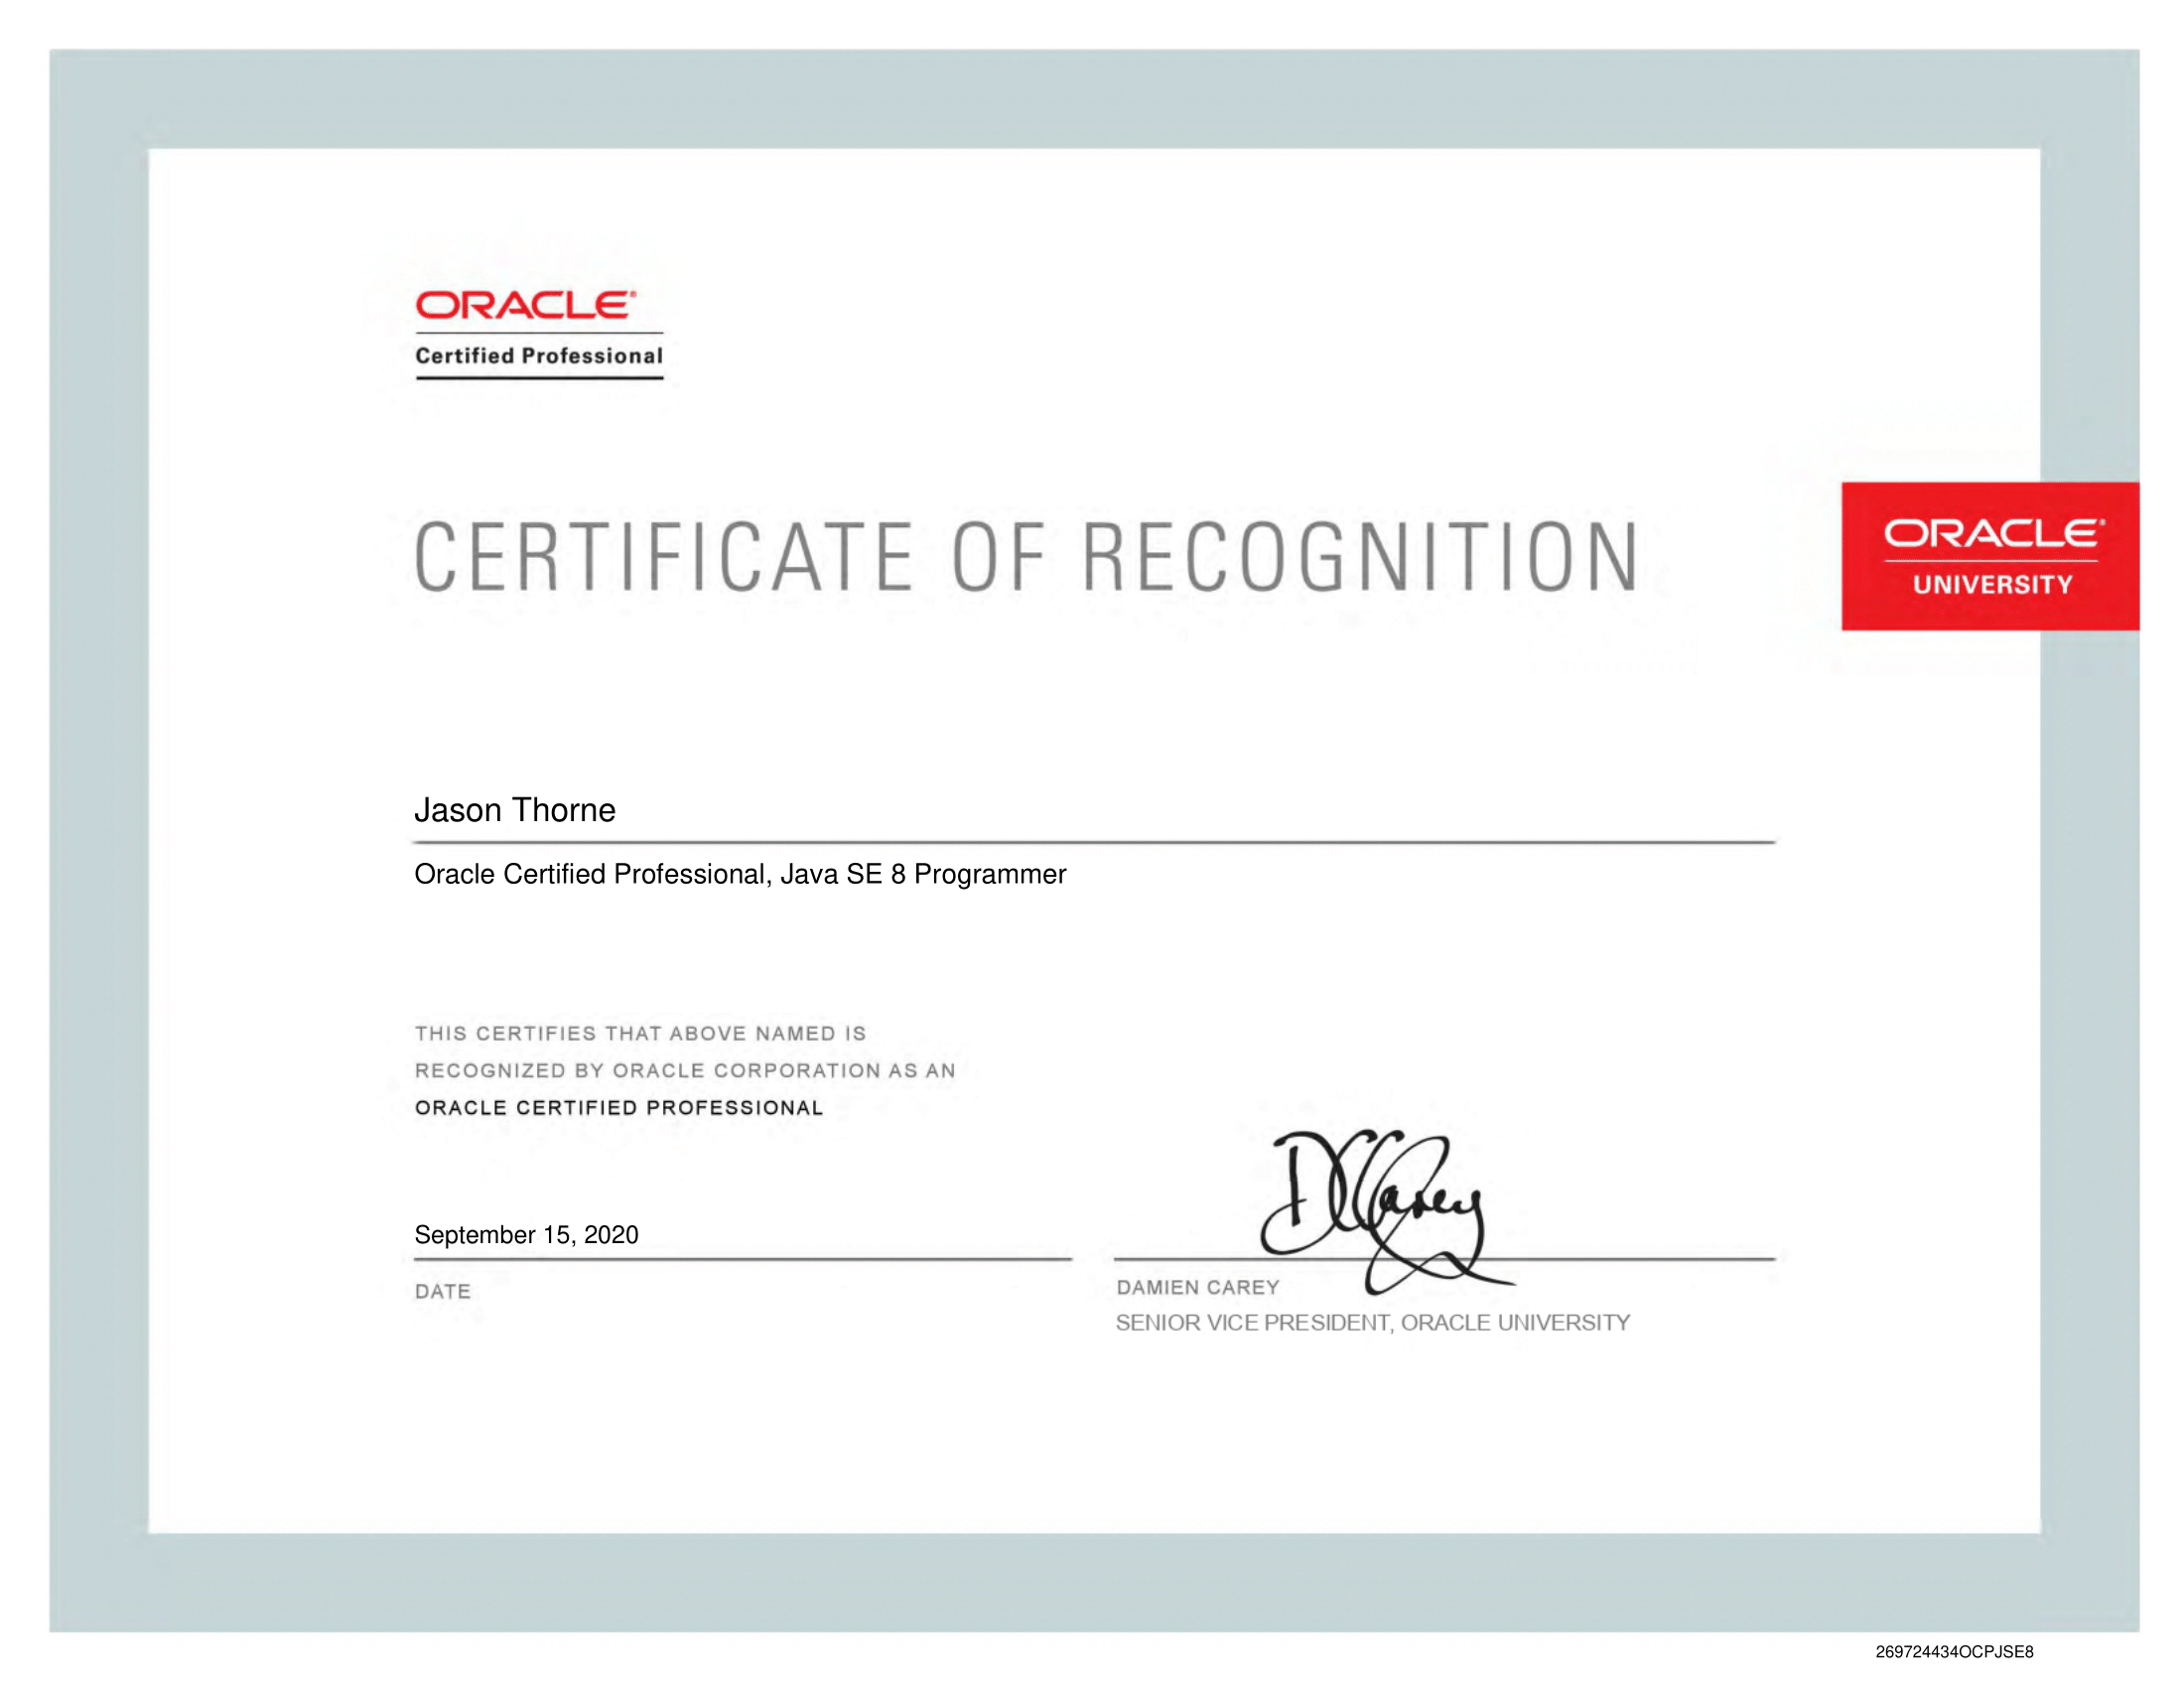 ORACLE®
Certified Professional
CERTIFICATE OF RECOGNITION
ORACLE®
UNIVERSITY
Jason Thorne
Oracle Certified Professional, Java SE 8 Programmer
THIS CERTIFIES THAT ABOVE NAMED IS
RECOGNIZED BY ORACLE CORPORATION AS AN
ORACLE CERTIFIED PROFESSIONAL
DCarey
September 15, 2020
DATE
DAMIEN CAREY
SENIOR VICE PRESIDENT, ORACLE UNIVERSITY
269724434OCPJSE8